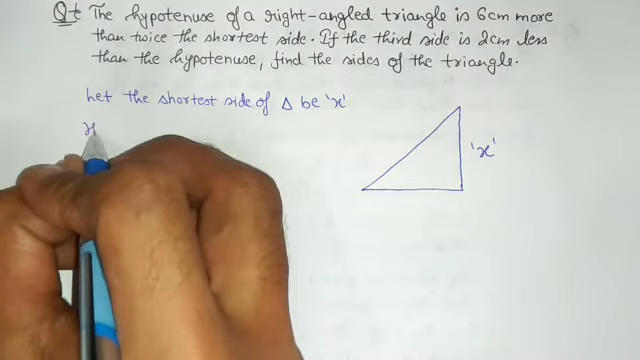 Qt The hypotenuse of a right-angled triangle is 6cm more
than twice the shortest side. If the third side is 2cm less
than the hypotenuse, find the sides of the triangle.
Let the shortest side of Δ be 'x'
'x'